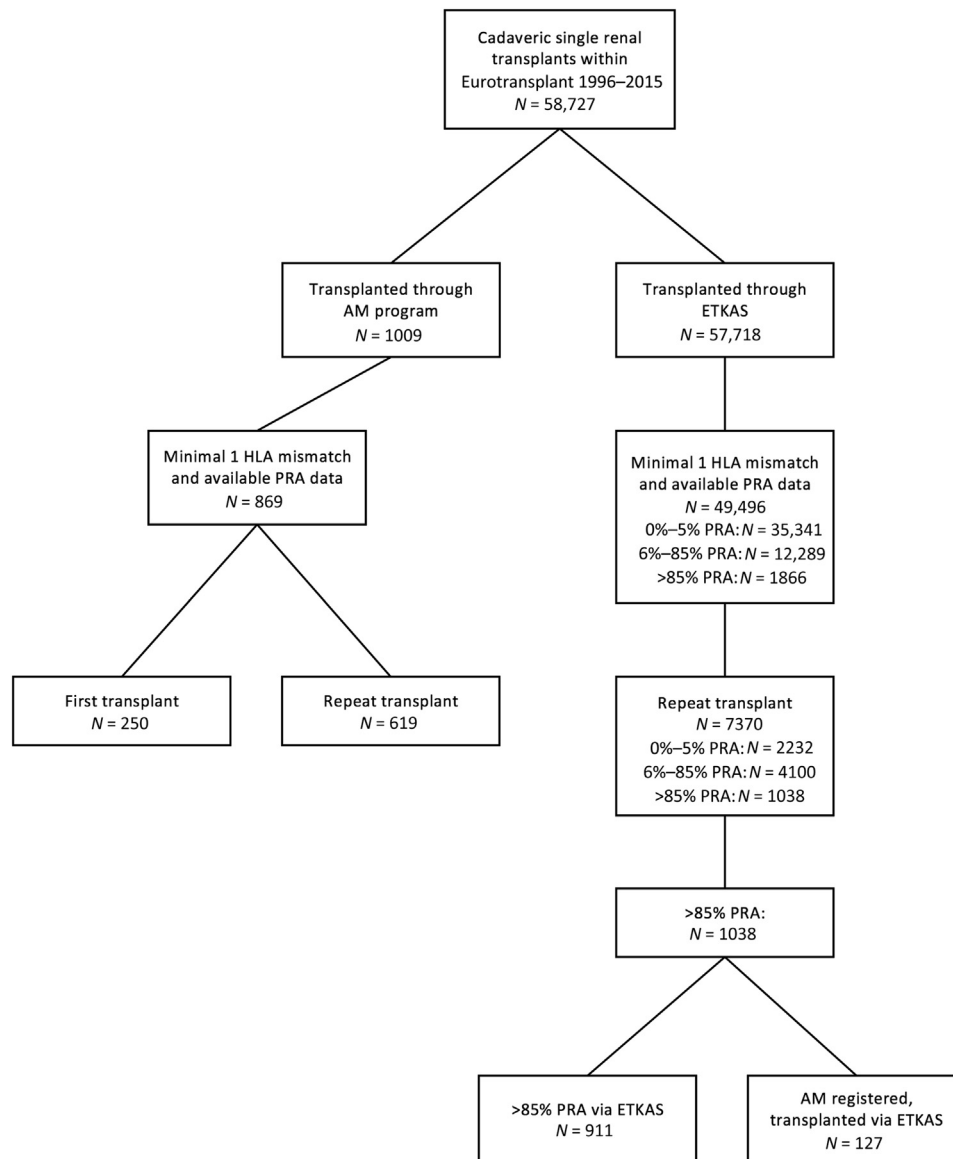 Cadaveric single renal
transplants within
Eurotransplant 1996–2015
N = 58,727
Transplanted through
AM program
N = 1009
Transplanted through
ETKAS
N = 57,718
Minimal 1 HLA mismatch
and available PRA data
N = 869
Minimal 1 HLA mismatch
and available PRA data
N = 49,496
0%–5% PRA: N = 35,341
6%–85% PRA: N = 12,289
>85% PRA: N = 1866
First transplant
N = 250
Repeat transplant
N = 619
Repeat transplant
N = 7370
0%–5% PRA: N = 2232
6%–85% PRA: N = 4100
>85% PRA: N = 1038
>85% PRA:
N = 1038
>85% PRA via ETKAS
N = 911
AM registered,
transplanted via ETKAS
N = 127